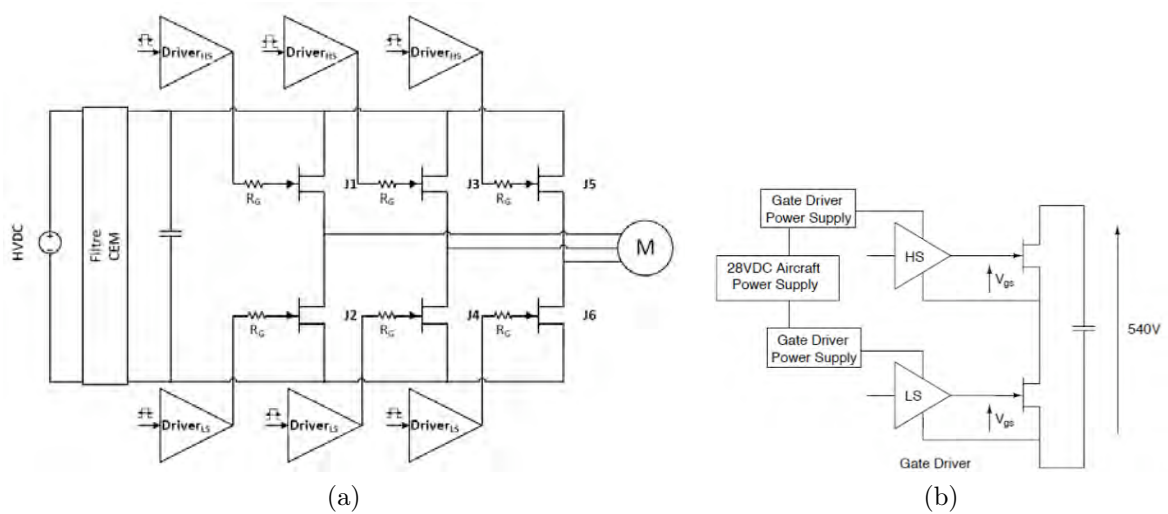 Driver_HS
Driver_HS
Driver_HS
HVDC
Filtre
CEM
R_G
J1
R_G
J3
R_G
J5
M
R_G
J2
R_G
J4
R_G
J6
Driver_LS
Driver_LS
Driver_LS
(a)
Gate Driver
Power Supply
28VDC Aircraft
Power Supply
Gate Driver
Power Supply
HS
V_gs
540V
LS
V_gs
Gate Driver
(b)